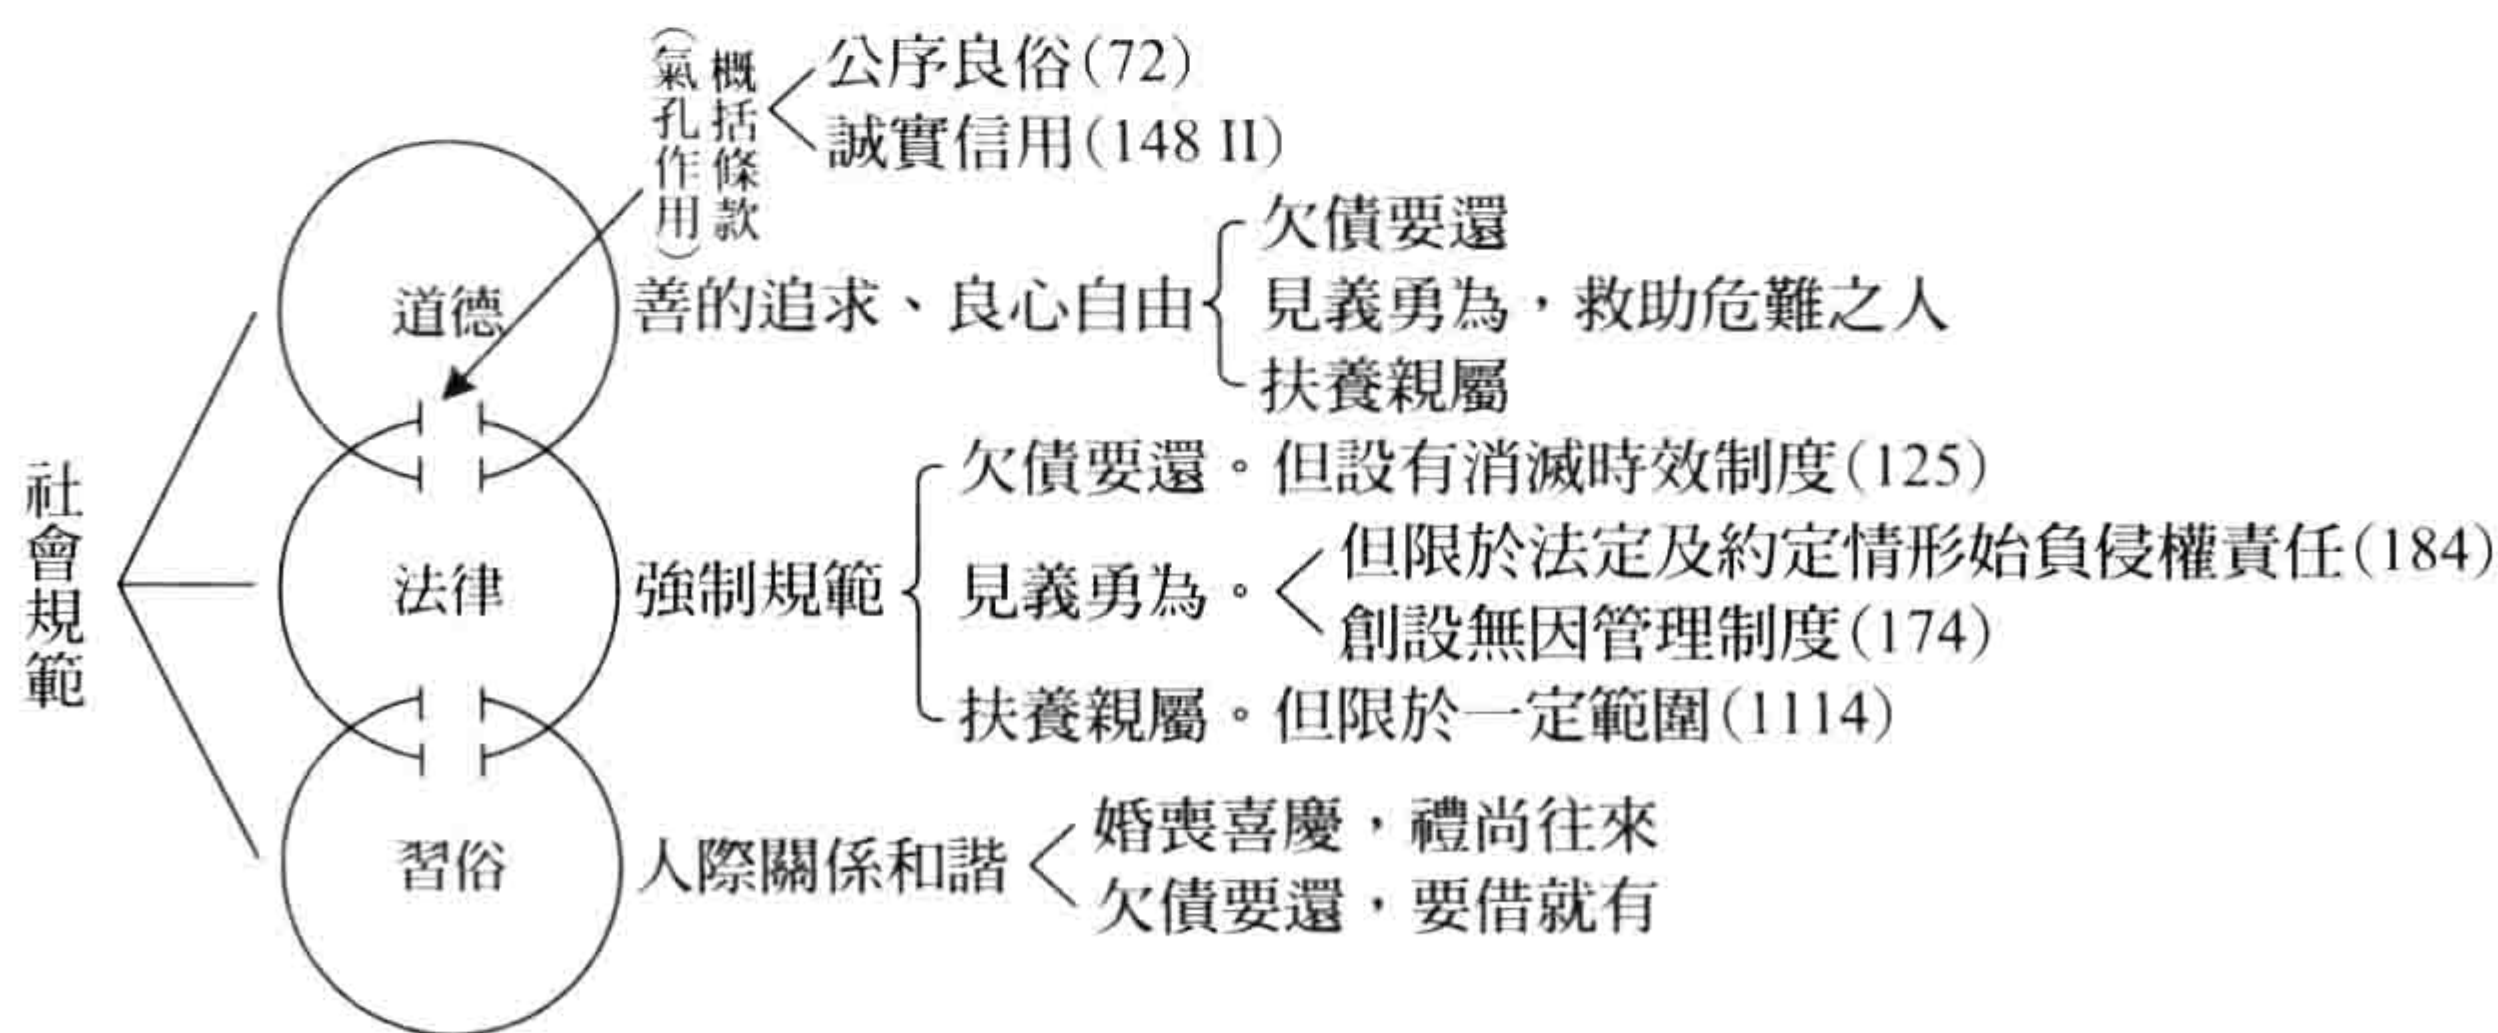 社會規範
道德
概括條款
(氣孔作用)
公序良俗(72)
誠實信用(148 II)
善的追求、良心自由
欠債要還
見義勇為，救助危難之人
扶養親屬
法律
強制規範
欠債要還。但設有消滅時效制度(125)
見義勇為。
但限於法定及約定情形始負侵權責任(184)
創設無因管理制度(174)
扶養親屬。但限於一定範圍(1114)
習俗
人際關係和諧
婚喪喜慶，禮尚往來
欠債要還，要借就有